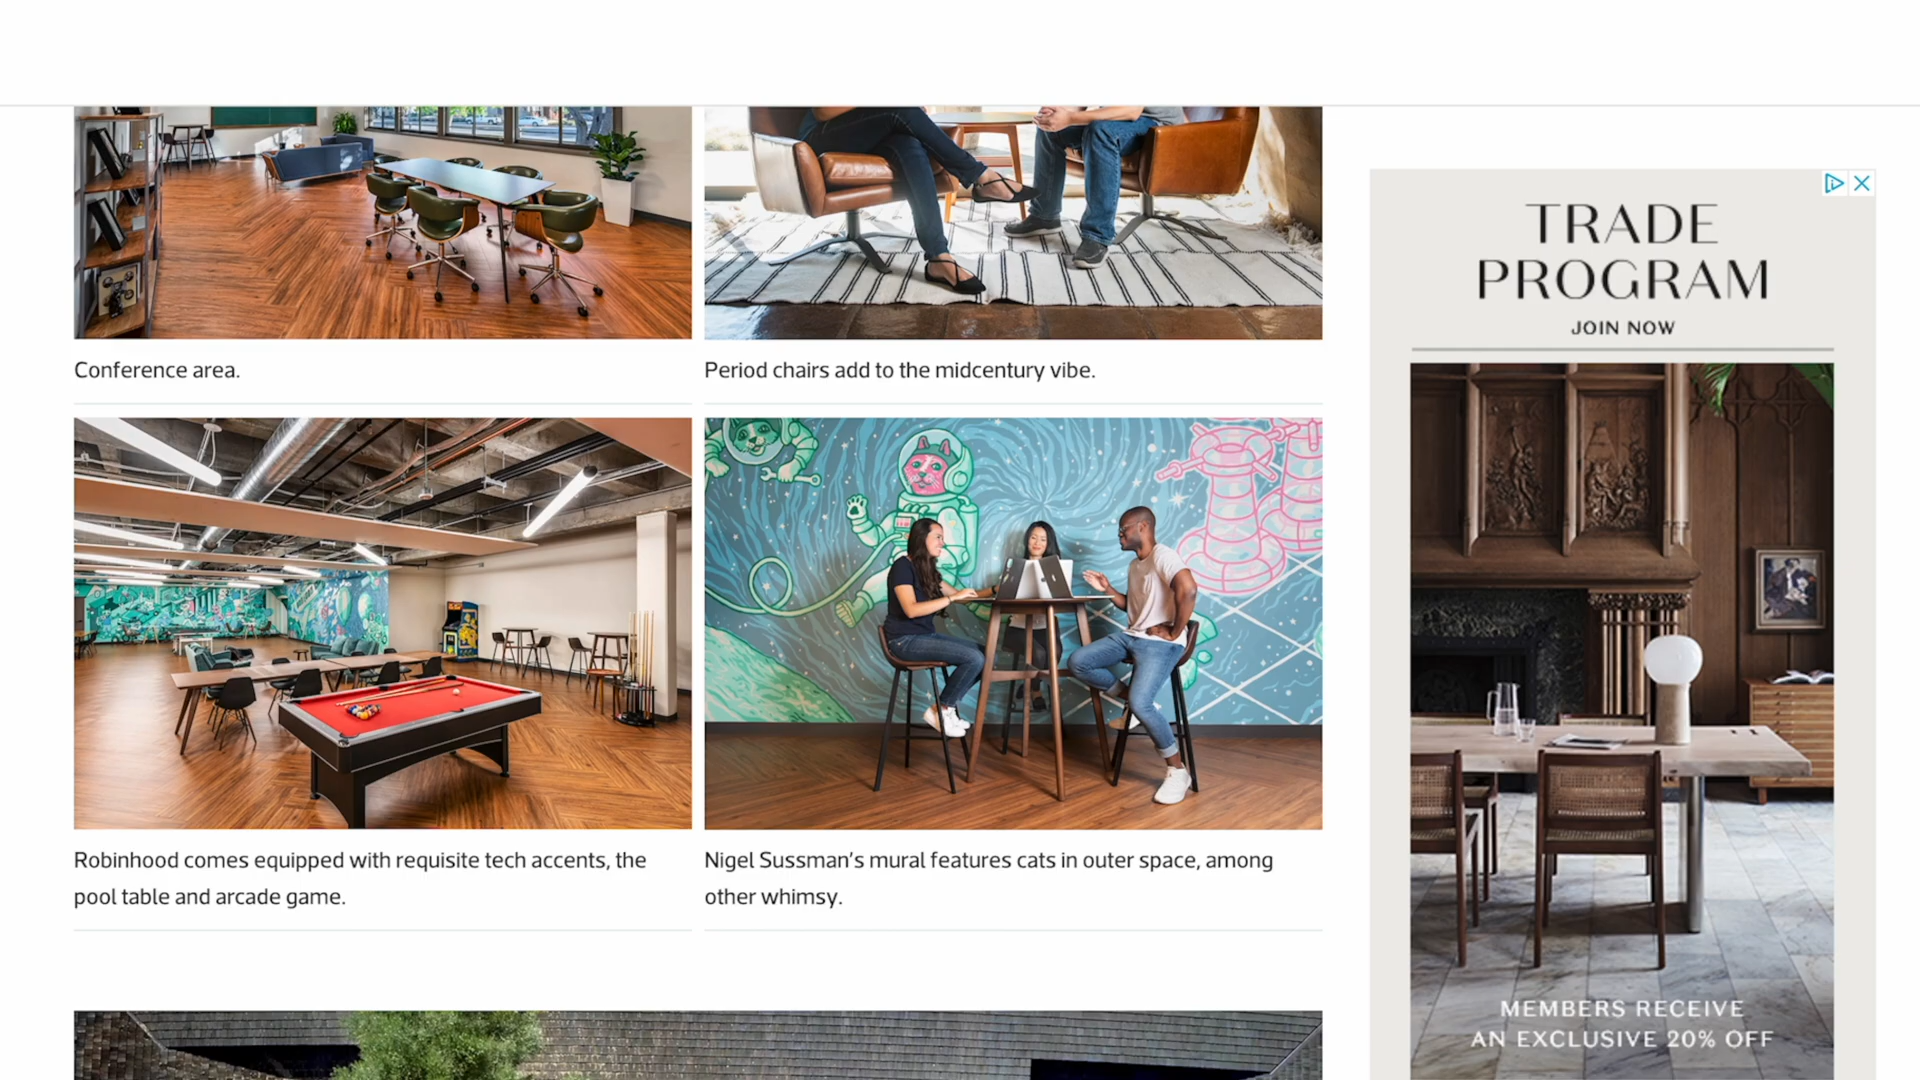 Conference area.
Period chairs add to the midcentury vibe.
Robinhood comes equipped with requisite tech accents, the
pool table and arcade game.
Nigel Sussman's mural features cats in outer space, among
other whimsy.
TRADE
PROGRAM
JOIN NOW
MEMBERS RECEIVE
AN EXCLUSIVE 20% OFF